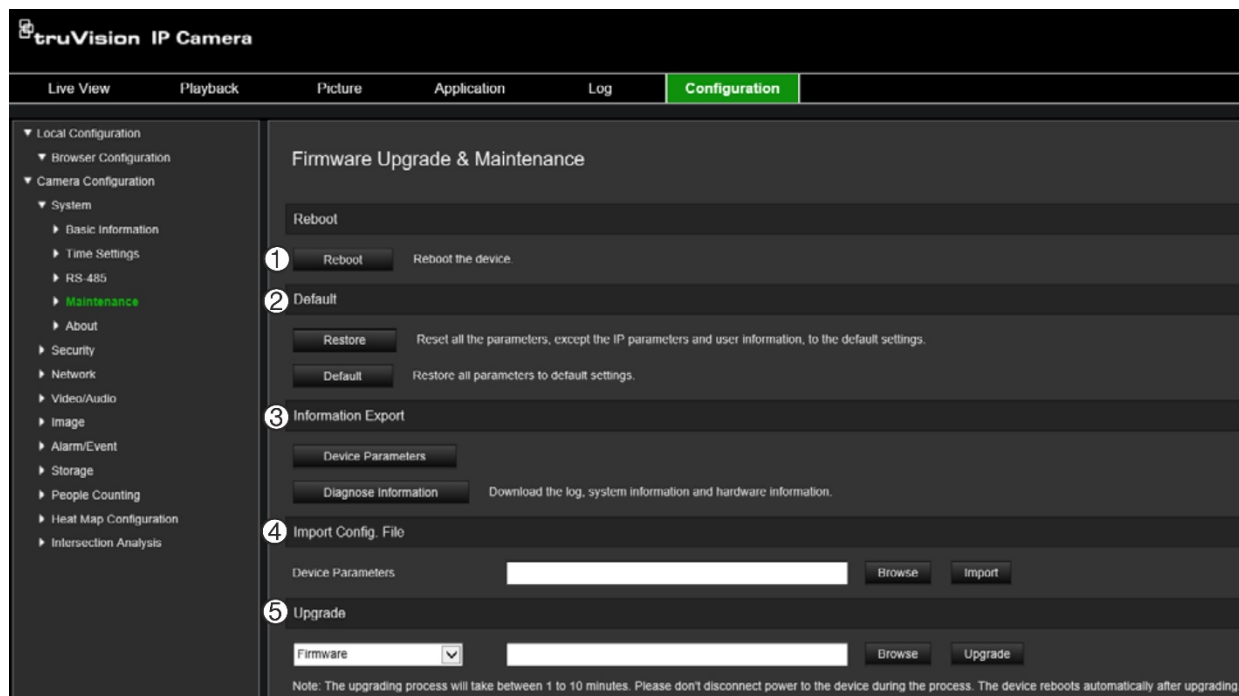 truVision IP Camera
Live View Playback Picture Application Log Configuration
Local Configuration
Browser Configuration
Camera Configuration
System
Basic Information
Time Settings
RS-485
Maintenance
About
Security
Network
Video/Audio
Image
Alarm/Event
Storage
People Counting
Heat Map Configuration
Intersection Analysis
Firmware Upgrade & Maintenance
Reboot
1 Reboot Reboot the device.
2 Default
Restore Reset all the parameters, except the IP parameters and user information, to the default settings.
Default Restore all parameters to default settings.
3 Information Export
Device Parameters
Diagnose Information Download the log, system information and hardware information.
4 Import Config. File
Device Parameters Browse Import
5 Upgrade
Firmware Browse Upgrade
Note: The upgrading process will take between 1 to 10 minutes. Please don't disconnect power to the device during the process. The device reboots automatically after upgrading